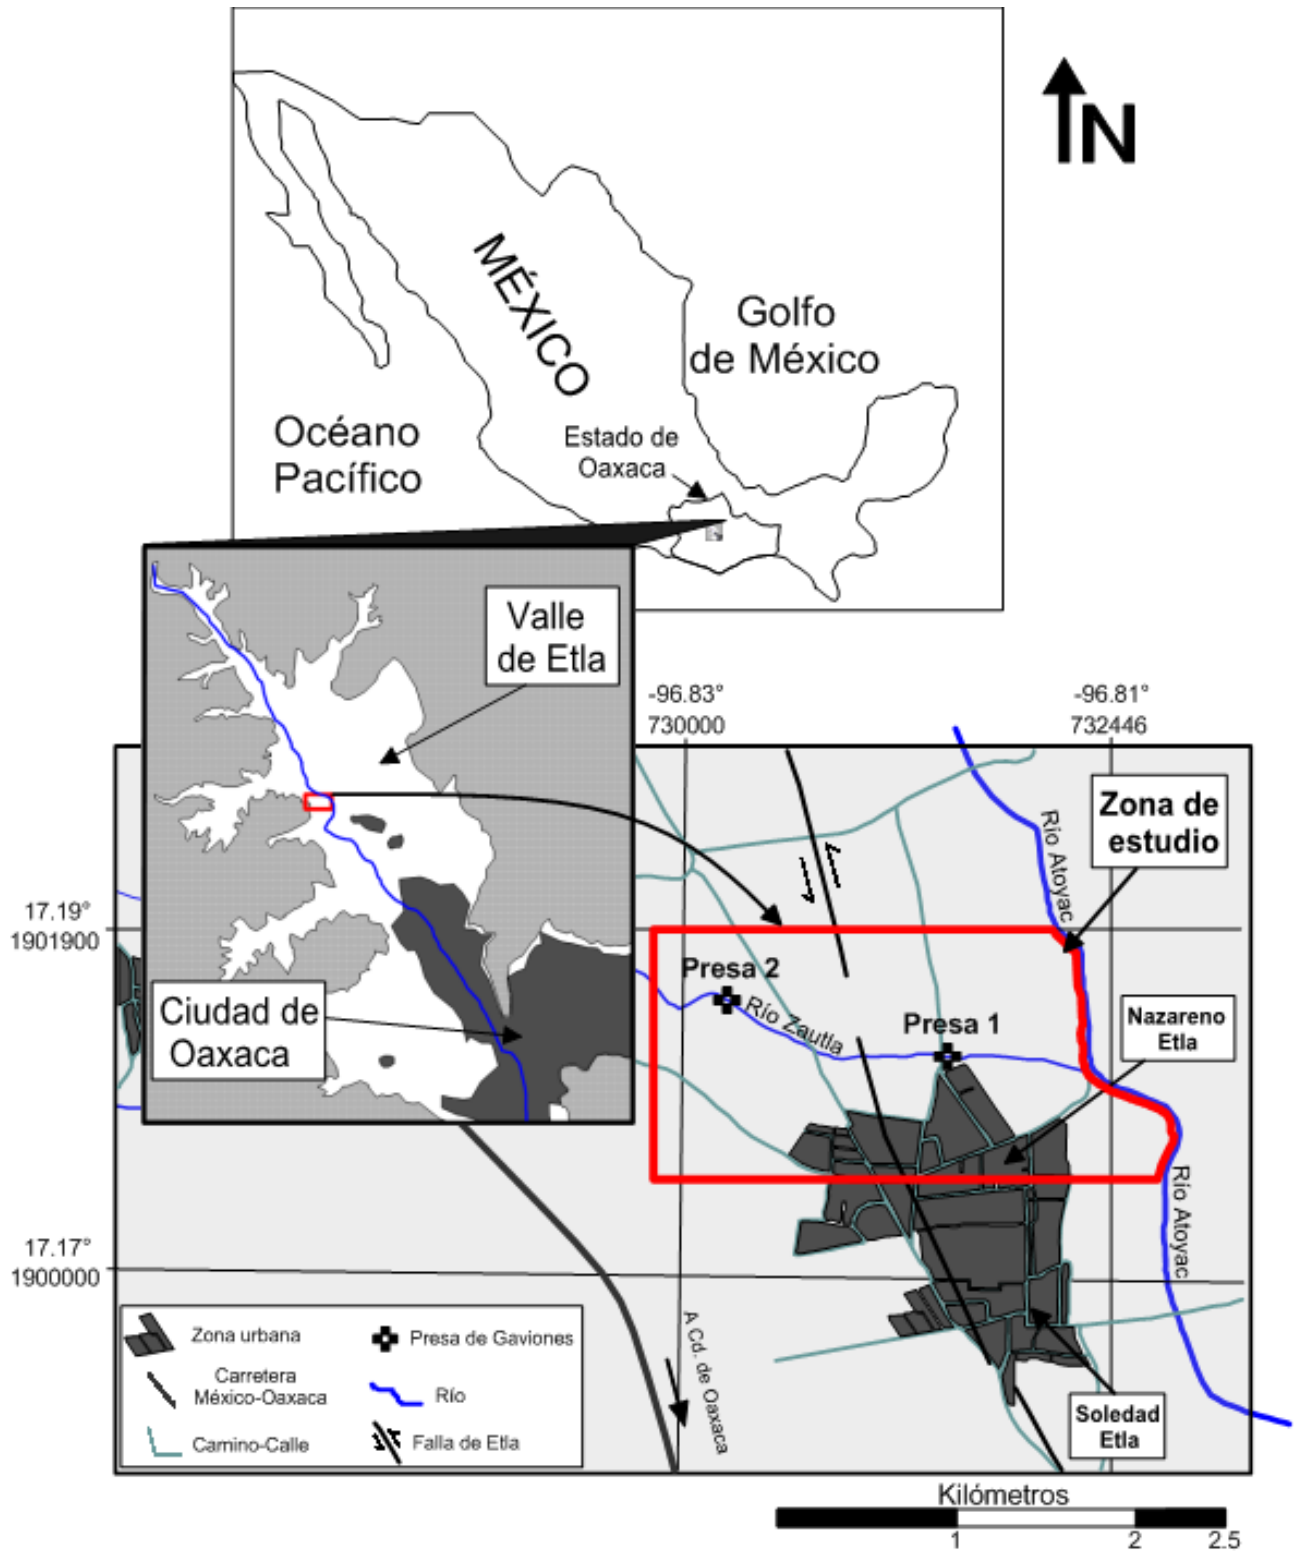 N
MÉXICO
Golfo
de México
Océano
Pacífico
Estado de
Oaxaca
Valle
de Etla
Ciudad de
Oaxaca
-96.83°
730000
-96.81°
732446
17.19°
1901900
17.17°
1900000
Zona de
estudio
Río Atoyac
Presa 2
Río Zautla
Presa 1
Nazareno
Etla
Río Atoyac
A Cd. de Oaxaca
Soledad
Etla
Zona urbana
Presa de Gaviones
Carretera
México-Oaxaca
Río
Camino-Calle
Falla de Etla
Kilómetros
1
2
2.5